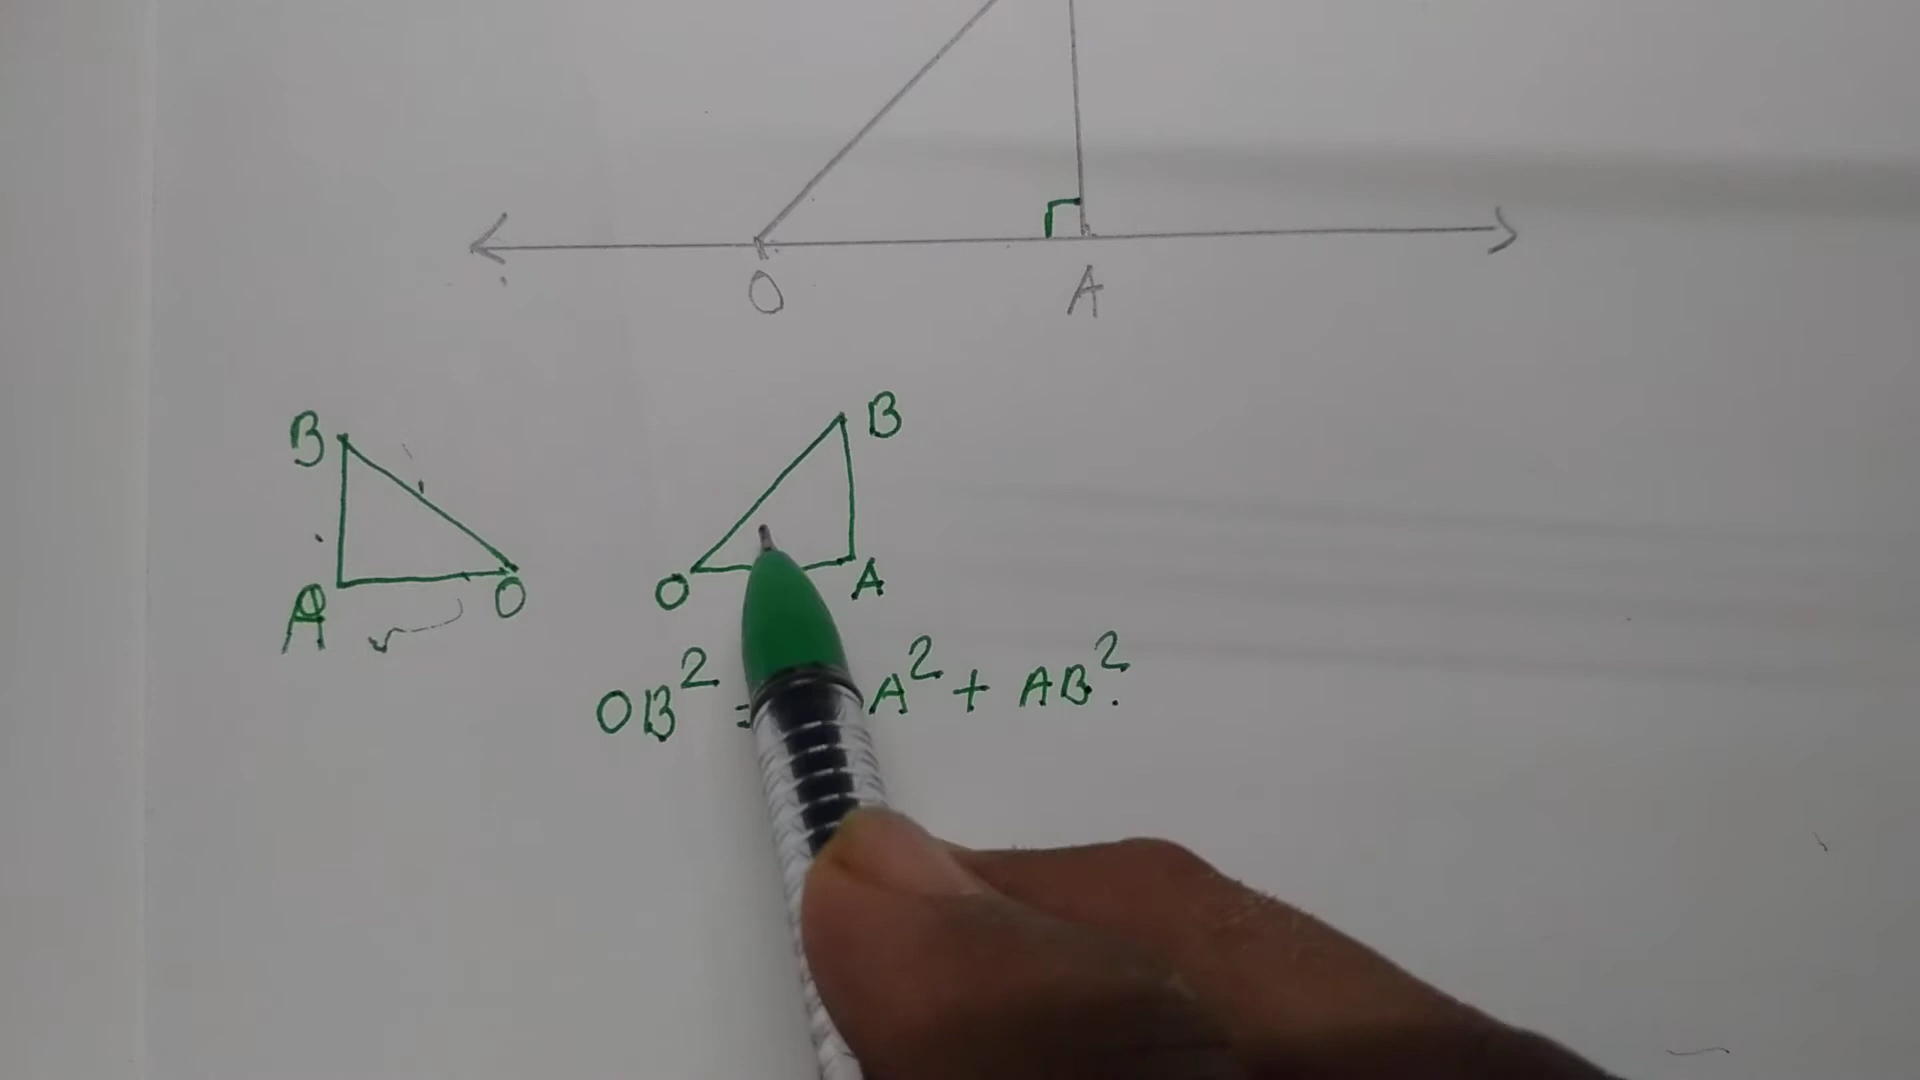 O A
B B
A O O A
OB² = A² + AB².